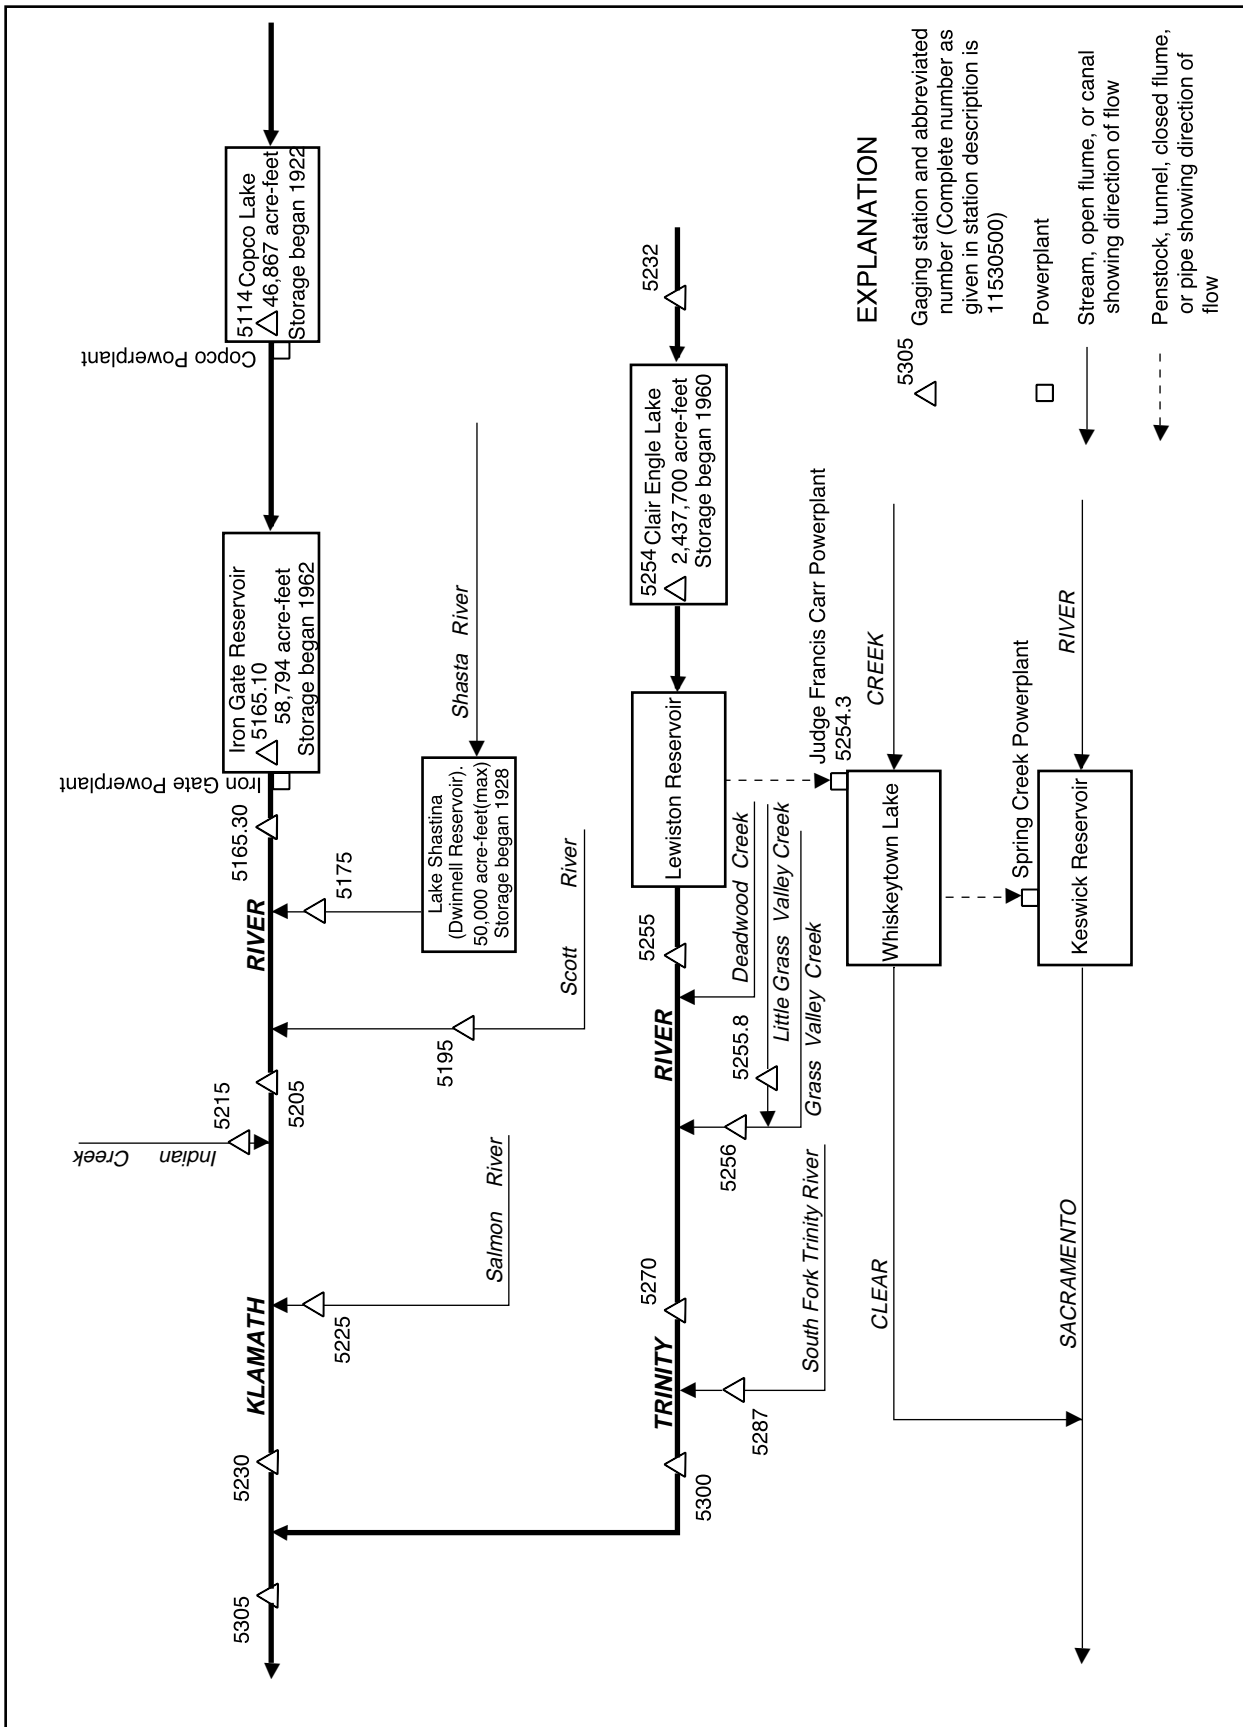 5114 Copco Lake
46,867 acre-feet
Storage began 1922
Copco Powerplant
Iron Gate Reservoir
5165.10
58,794 acre-feet
Storage began 1962
Iron
Gate Powerplant
5165.30
5175
RIVER
Shasta River
Lake Shastina
(Dwinnell Reservoir).
50,000 acre-feet(max)
Storage began 1928
Scott River
5195
5205
5215
Indian Creek
Salmon River
5225
KLAMATH
5230
5305
5232
5254 Clair Engle Lake
2,437,700 acre-feet
Storage began 1960
Lewiston Reservoir
5255
Deadwood Creek
Little Grass Valley Creek
Grass Valley Creek
5255.8
RIVER
5256
South Fork Trinity River
5270
TRINITY
5287
5300
Judge Francis Carr Powerplant
5254.3
CREEK
Whiskeytown Lake
CLEAR
Spring Creek Powerplant
RIVER
Keswick Reservoir
SACRAMENTO
EXPLANATION
5305
Gaging station and abbreviated
number (Complete number as
given in station description is
11530500)
Powerplant
Stream, open flume, or canal
showing direction of flow
Penstock, tunnel, closed flume,
or pipe showing direction of
flow